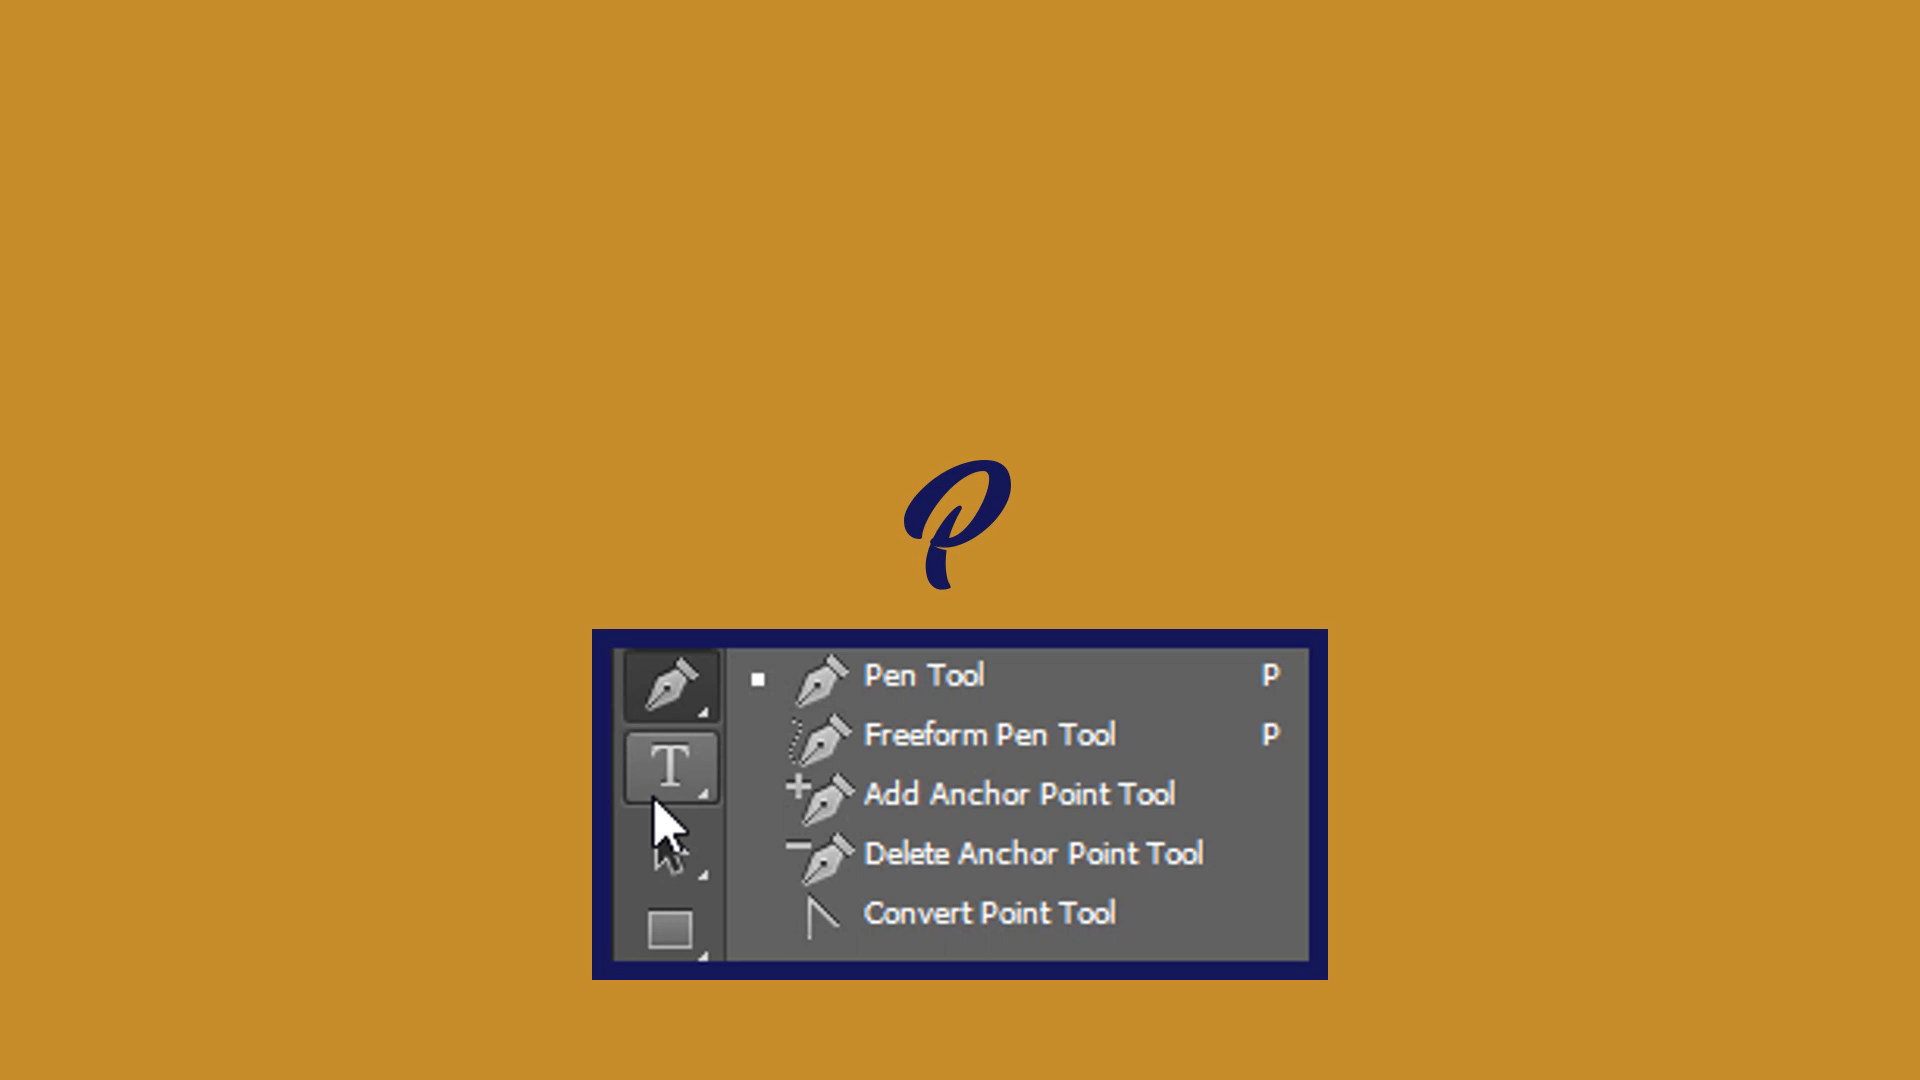 P
Pen Tool P
Freeform Pen Tool P
Add Anchor Point Tool
Delete Anchor Point Tool
Convert Point Tool
T